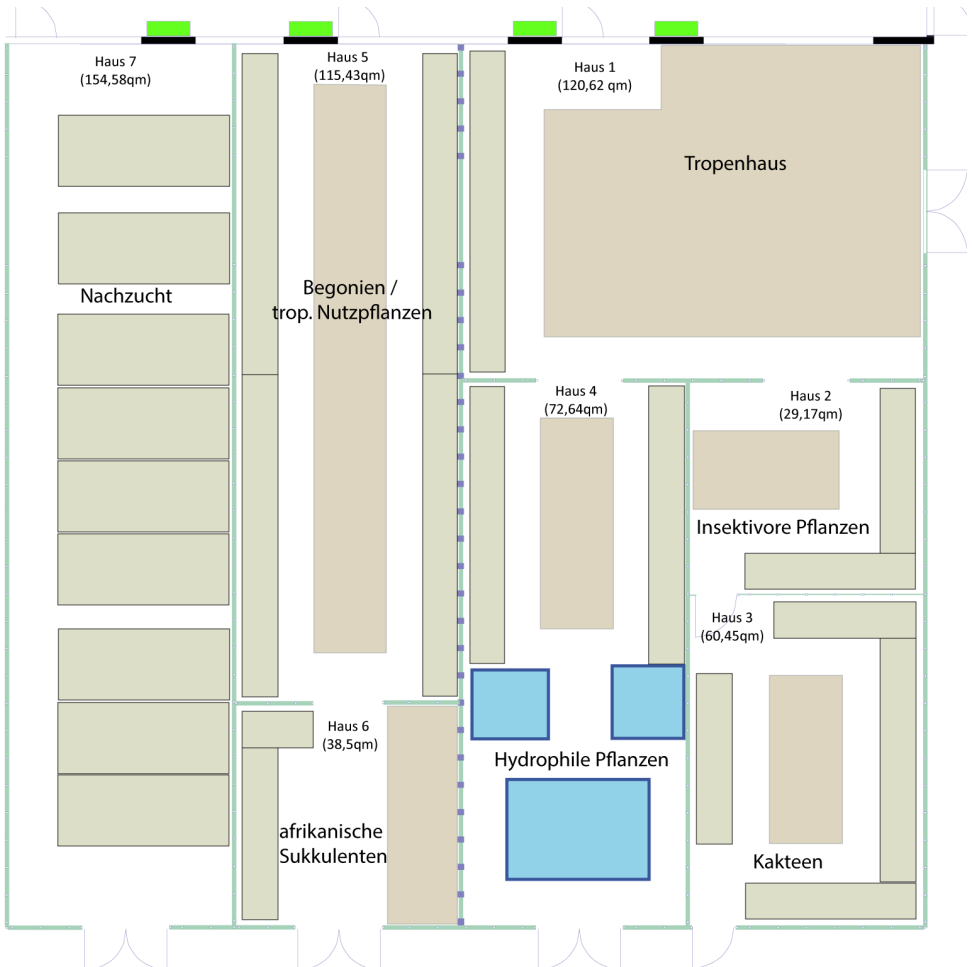 Haus 7
(154,58qm)
Nachzucht
Haus 5
(115,43qm)
Begonien /
trop. Nutzpflanzen
Haus 1
(120,62 qm)
Tropenhaus
Haus 4
(72,64qm)
Hydrophile Pflanzen
Haus 2
(29,17qm)
Insektivore Pflanzen
Haus 3
(60,45qm)
Kakteen
Haus 6
(38,5qm)
afrikanische
Sukkulenten